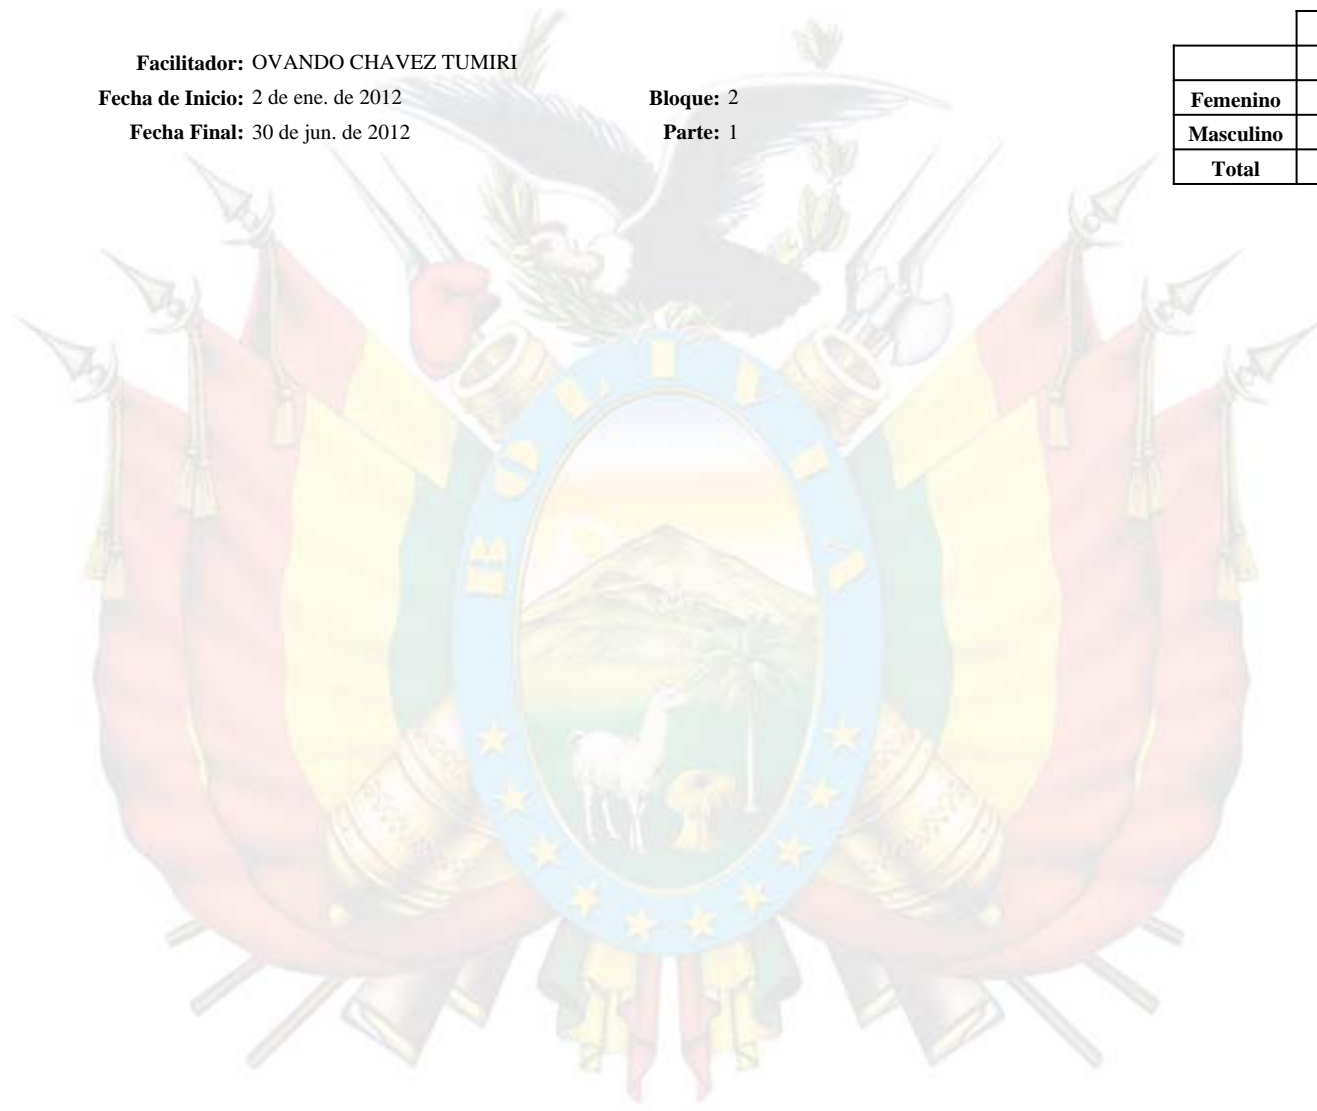 Facilitador: OVANDO CHAVEZ TUMIRI
Fecha de Inicio: 2 de ene. de 2012 Bloque: 2
Fecha Final: 30 de jun. de 2012 Parte: 1
Femenino
Masculino
Total
BOLIVIA